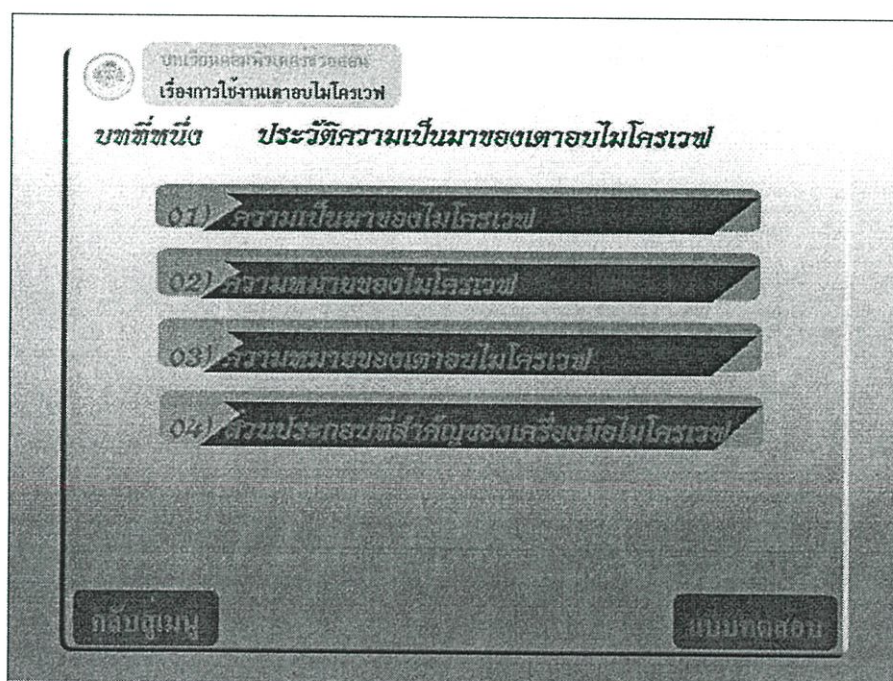 บทเรียนคอมพิวเตอร์ช่วยสอน
เรื่องการใช้งานเตาอบไมโครเวฟ
บทที่หนึ่ง ประวัติความเป็นมาของเตาอบไมโครเวฟ
01) ความเป็นมาของไมโครเวฟ
02) ความหมายของไมโครเวฟ
03) ความหมายของเตาอบไมโครเวฟ
04) ส่วนประกอบที่สำคัญของเครื่องมือไมโครเวฟ
กลับสู่เมนู
แบบทดสอบ